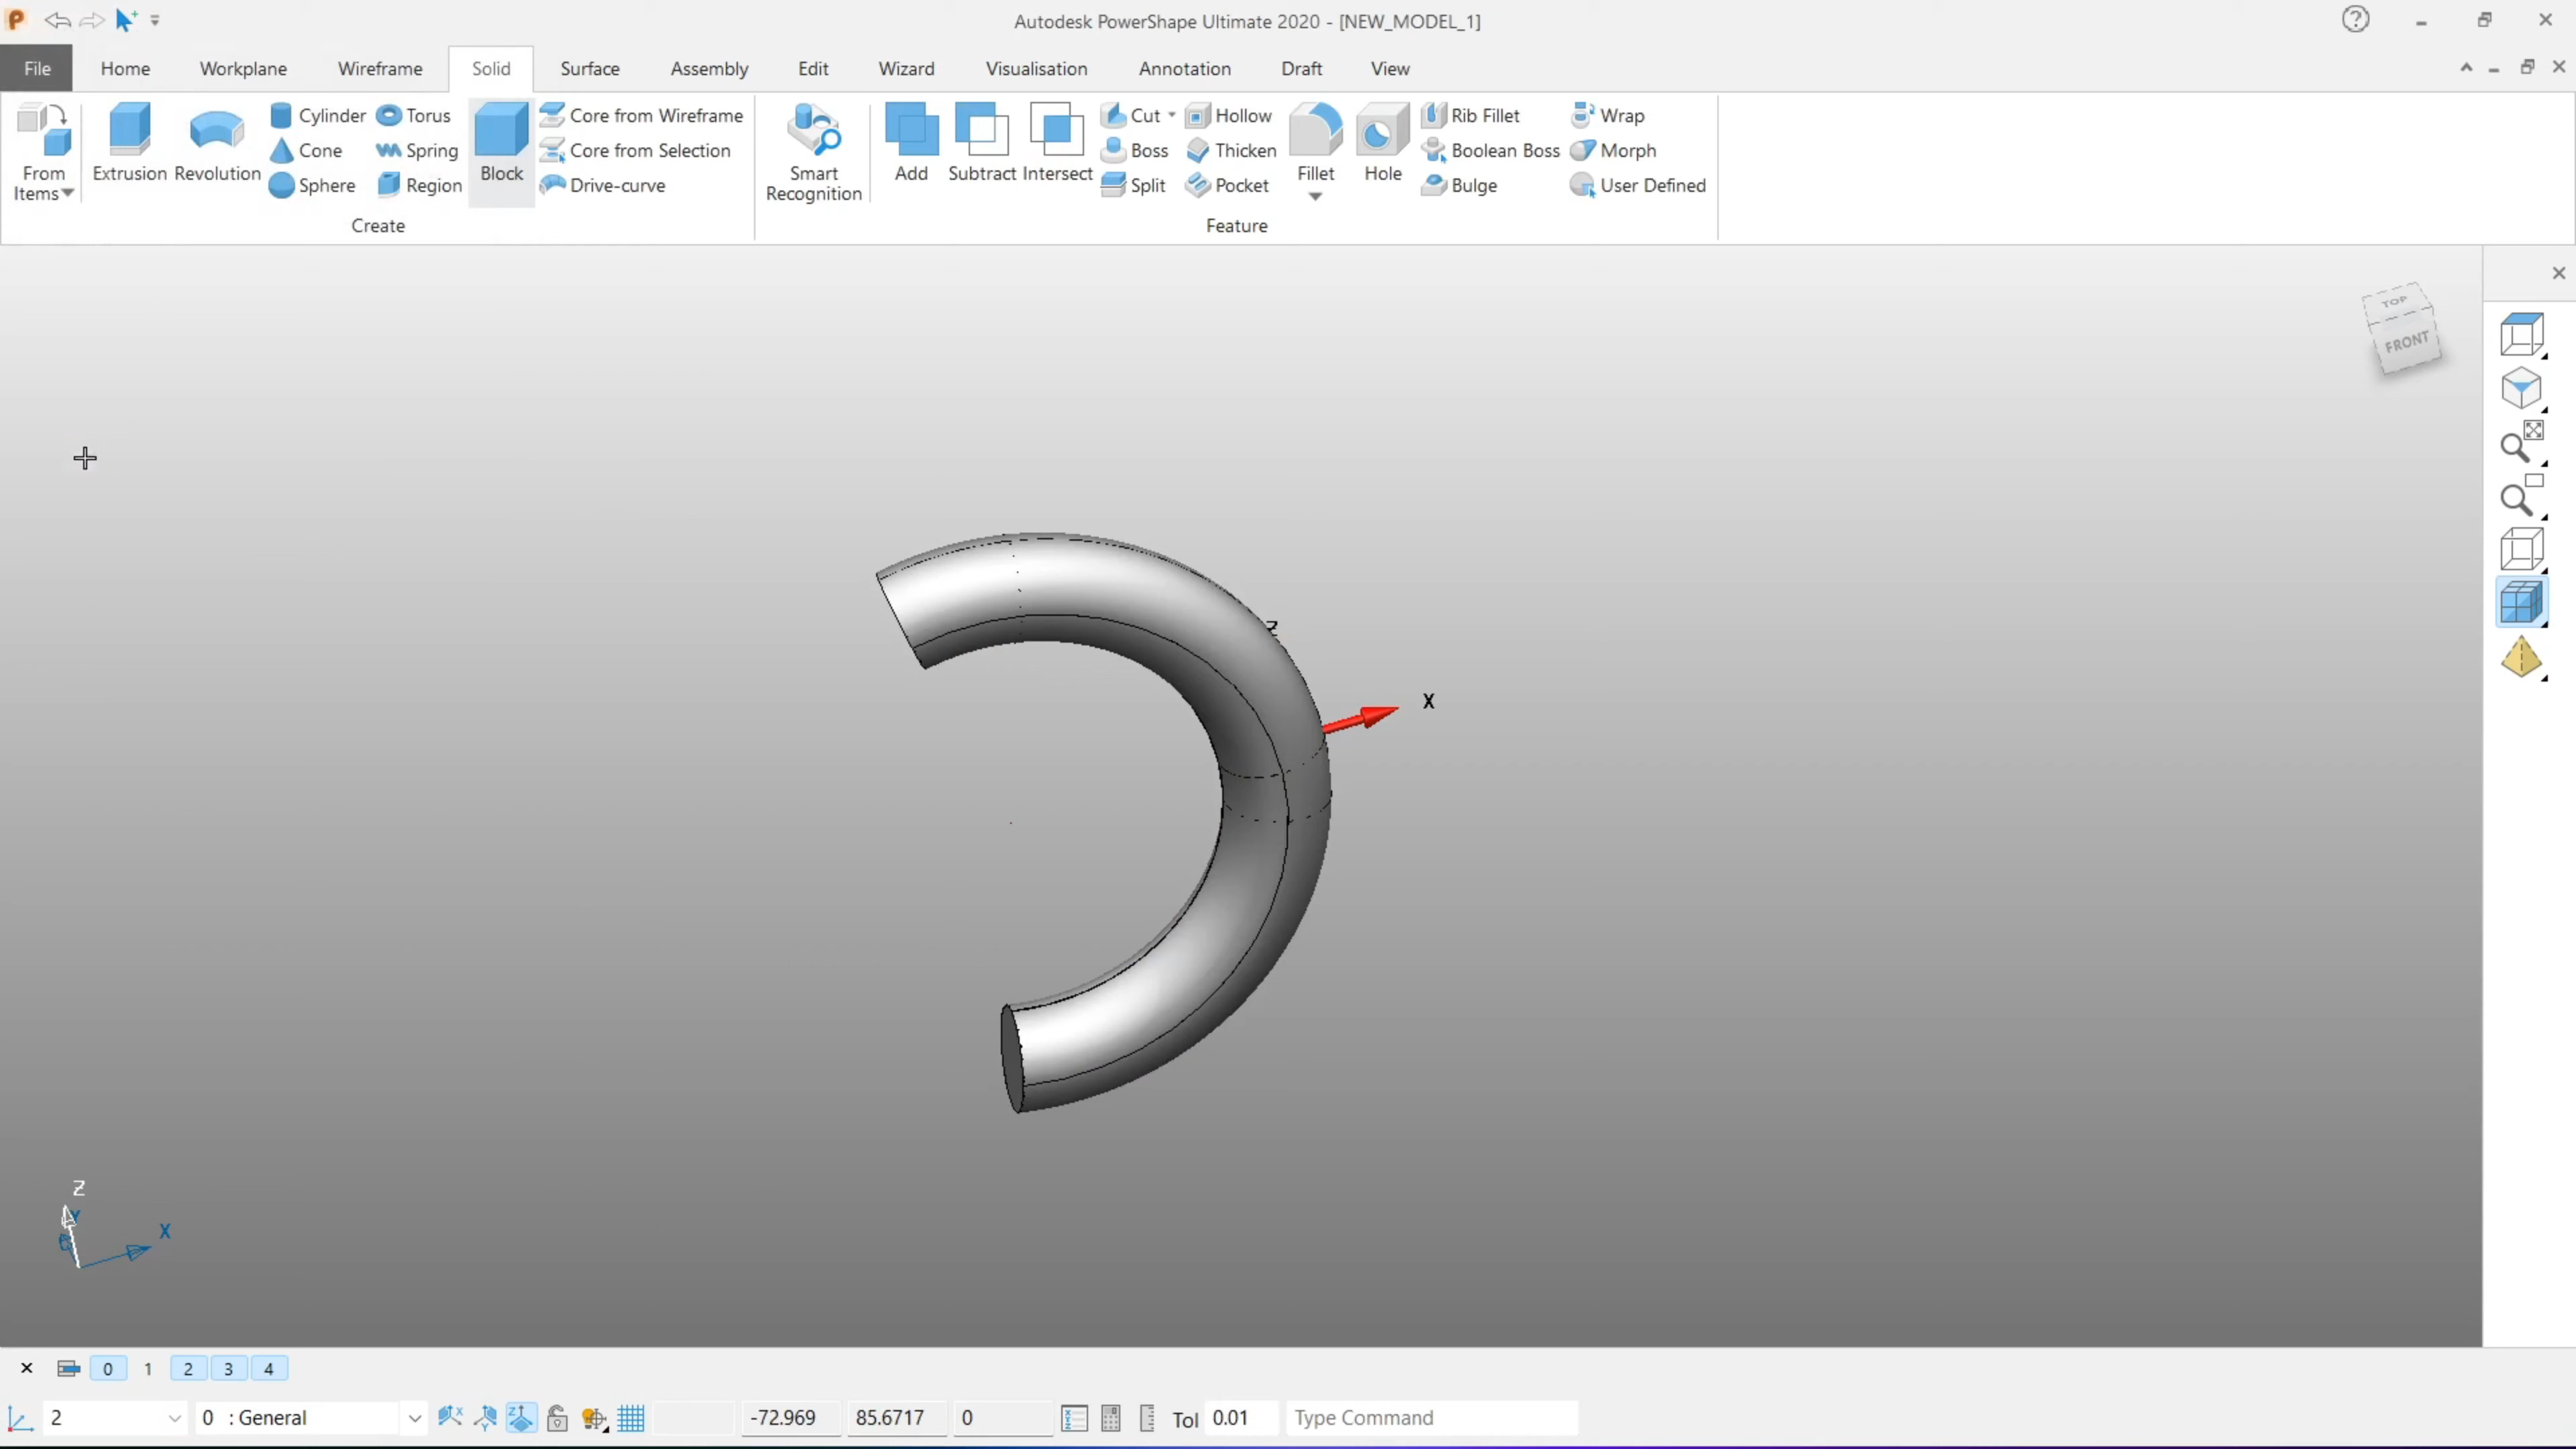 Autodesk PowerShape Ultimate 2020 - [NEW_MODEL_1]
File Home Workplane Wireframe Solid Surface Assembly Edit Wizard Visualisation Annotation Draft View
From Items
Extrusion
Revolution
Cylinder
Cone
Sphere
Torus
Spring
Region
Block
Core from Wireframe
Core from Selection
Drive-curve
Create
Smart Recognition
Add
Subtract
Intersect
Cut
Boss
Split
Hollow
Thicken
Pocket
Fillet
Hole
Rib Fillet
Boolean Boss
Bulge
Wrap
Morph
User Defined
Feature
TOP
FRONT
Z
X
Z
Y
X
0 1 2 3 4
2 0 : General -72.969 85.6717 0 Tol 0.01 Type Command